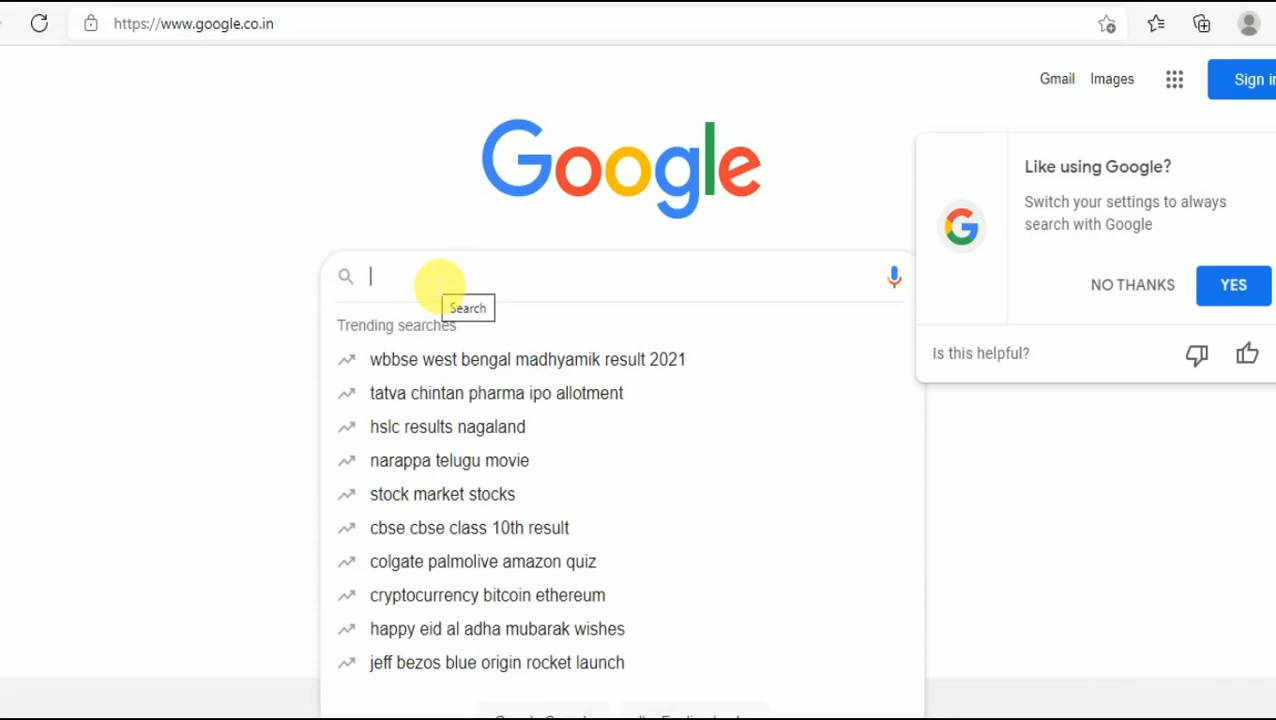 https://www.google.co.in
Gmail Images
Sign in
Google
Like using Google?
Switch your settings to always
search with Google
NO THANKS YES
Is this helpful?
Search
Trending searches
wbbse west bengal madhyamik result 2021
tatva chintan pharma ipo allotment
hslc results nagaland
narappa telugu movie
stock market stocks
cbse cbse class 10th result
colgate palmolive amazon quiz
cryptocurrency bitcoin ethereum
happy eid al adha mubarak wishes
jeff bezos blue origin rocket launch